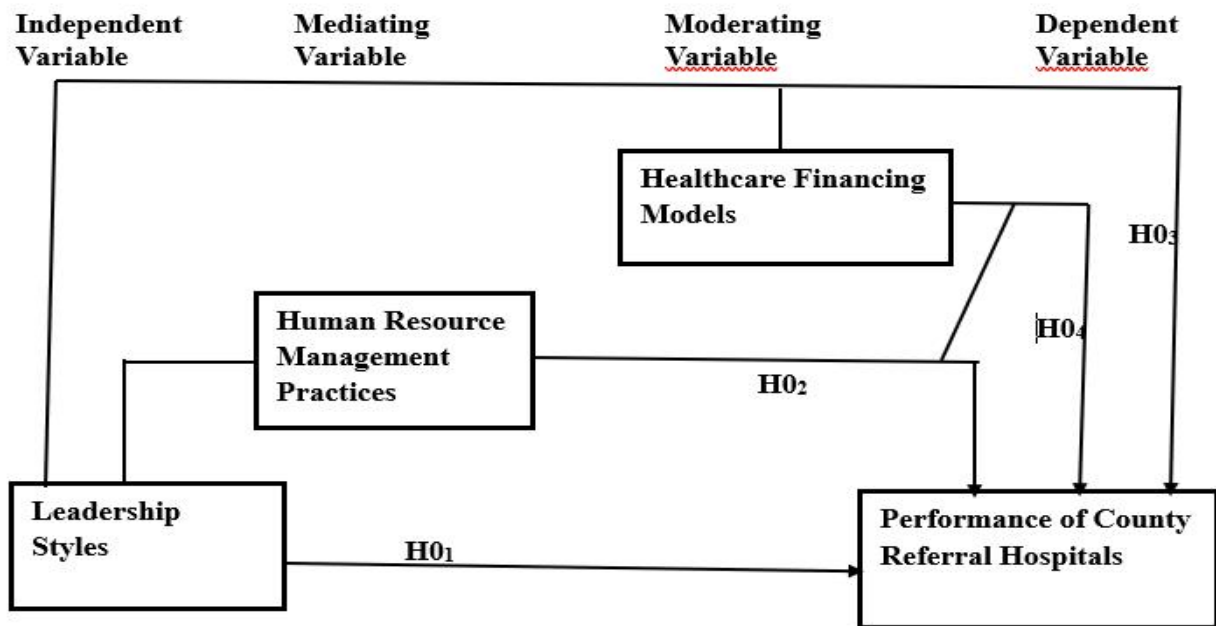 Independent
Variable
Mediating
Variable
Moderating
Variable
Dependent
Variable
Healthcare Financing
Models
H0₃
Human Resource
Management
Practices
H0₄
H0₂
Leadership
Styles
H0₁
Performance of County
Referral Hospitals